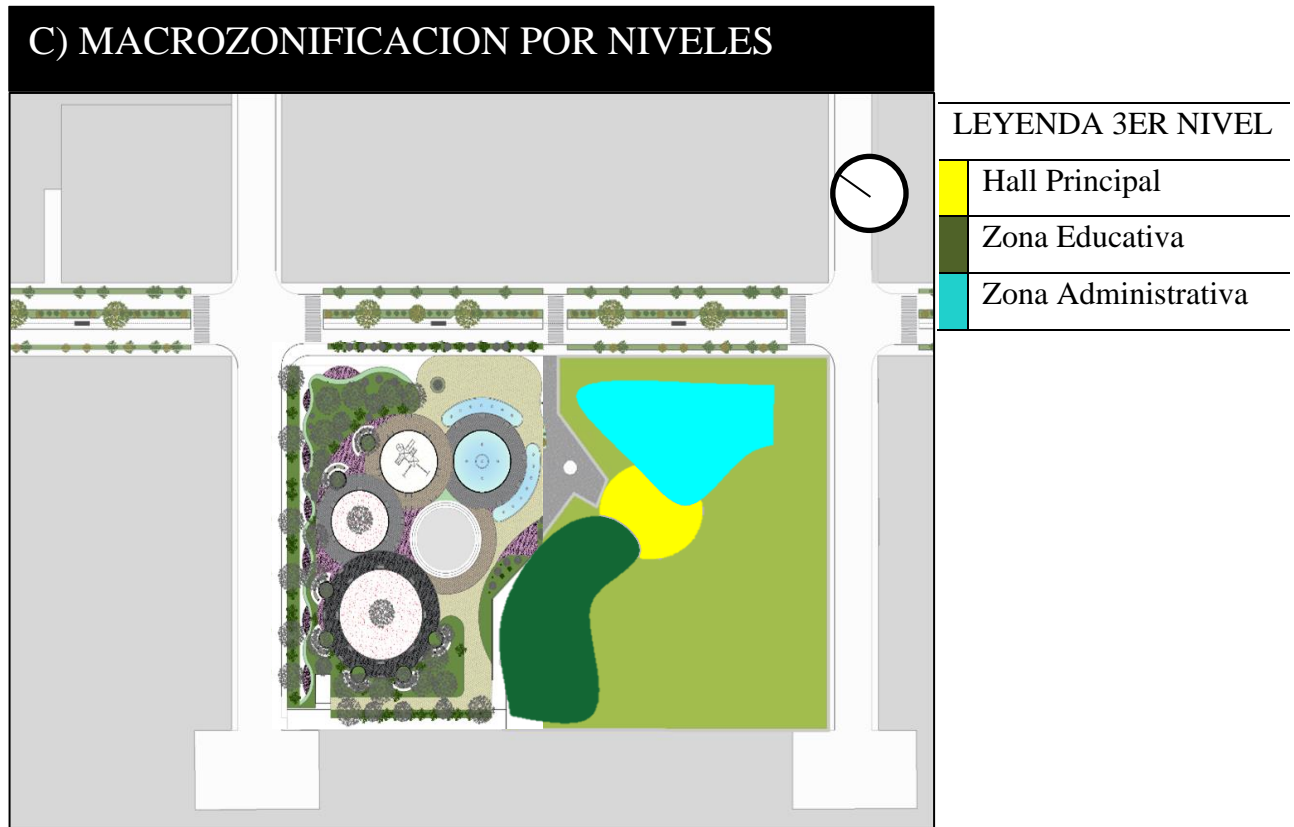 C) MACROZONIFICACION POR NIVELES
LEYENDA 3ER NIVEL
Hall Principal
Zona Educativa
Zona Administrativa